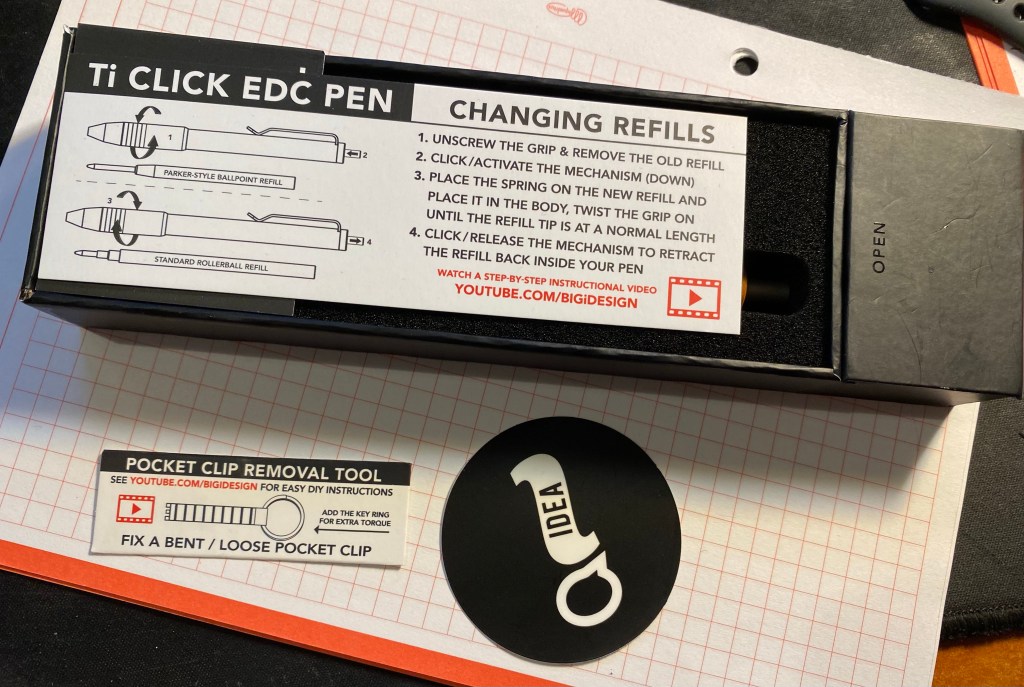 Ti CLICK EDC PEN
1
2
PARKER-STYLE BALLPOINT REFILL
3
4
STANDARD ROLLERBALL REFILL
CHANGING REFILLS
1. UNSCREW THE GRIP & REMOVE THE OLD REFILL
2. CLICK/ACTIVATE THE MECHANISM (DOWN)
3. PLACE THE SPRING ON THE NEW REFILL AND
PLACE IT IN THE BODY, TWIST THE GRIP ON
UNTIL THE REFILL TIP IS AT A NORMAL LENGTH
4. CLICK/RELEASE THE MECHANISM TO RETRACT
THE REFILL BACK INSIDE YOUR PEN
WATCH A STEP-BY-STEP INSTRUCTIONAL VIDEO
YOUTUBE.COM/BIGiDESIGN
OPEN
POCKET CLIP REMOVAL TOOL
SEE YOUTUBE.COM/BIGiDESIGN FOR EASY DIY INSTRUCTIONS
ADD THE KEY RING
FOR EXTRA TORQUE
FIX A BENT / LOOSE POCKET CLIP
IDEA